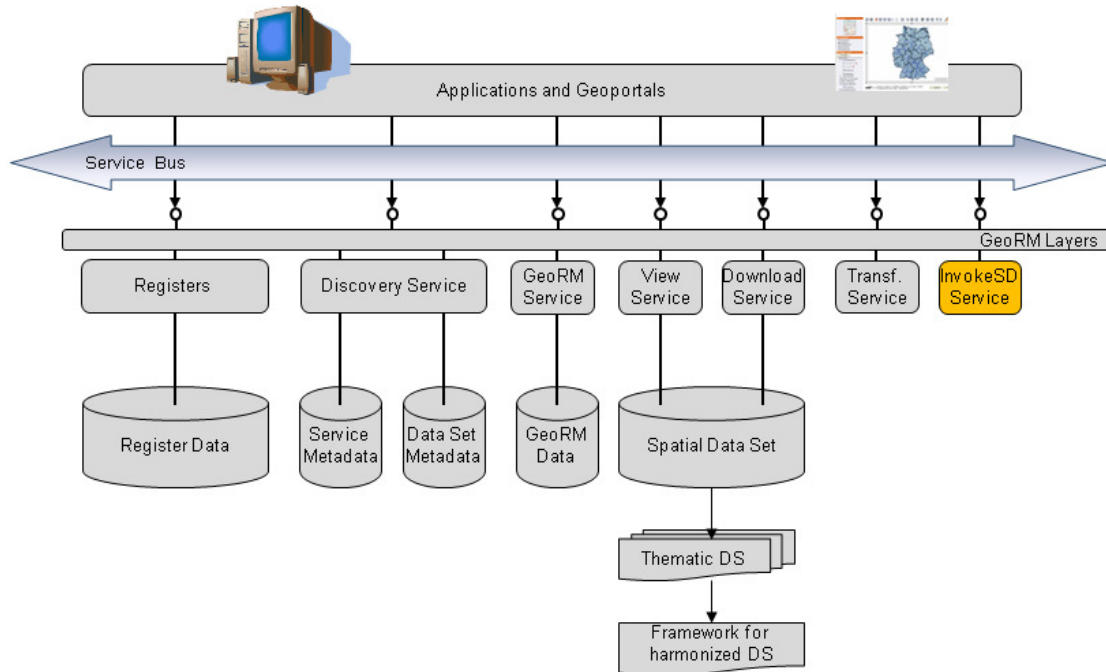 Applications and Geoportals
Service Bus
GeoRM Layers
Registers
Discovery Service
GeoRM
Service
View
Service
Download
Service
Transf.
Service
InvokeSD
Service
Register Data
Service
Metadata
Data Set
Metadata
GeoRM
Data
Spatial Data Set
Thematic DS
Framework for
harmonized DS